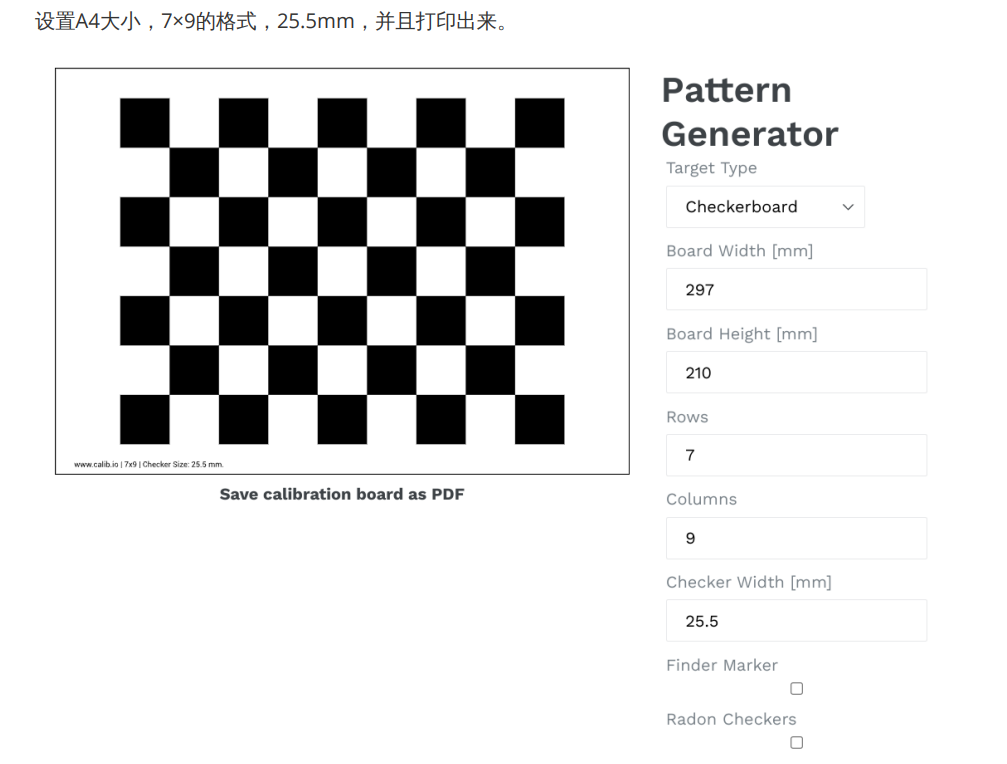 设置A4大小，7×9的格式，25.5mm，并且打印出来。
www.calib.io | 7x9 | Checker Size: 25.5 mm.
Save calibration board as PDF
Pattern
Generator
Target Type
Checkerboard
Board Width [mm]
297
Board Height [mm]
210
Rows
7
Columns
9
Checker Width [mm]
25.5
Finder Marker
Radon Checkers